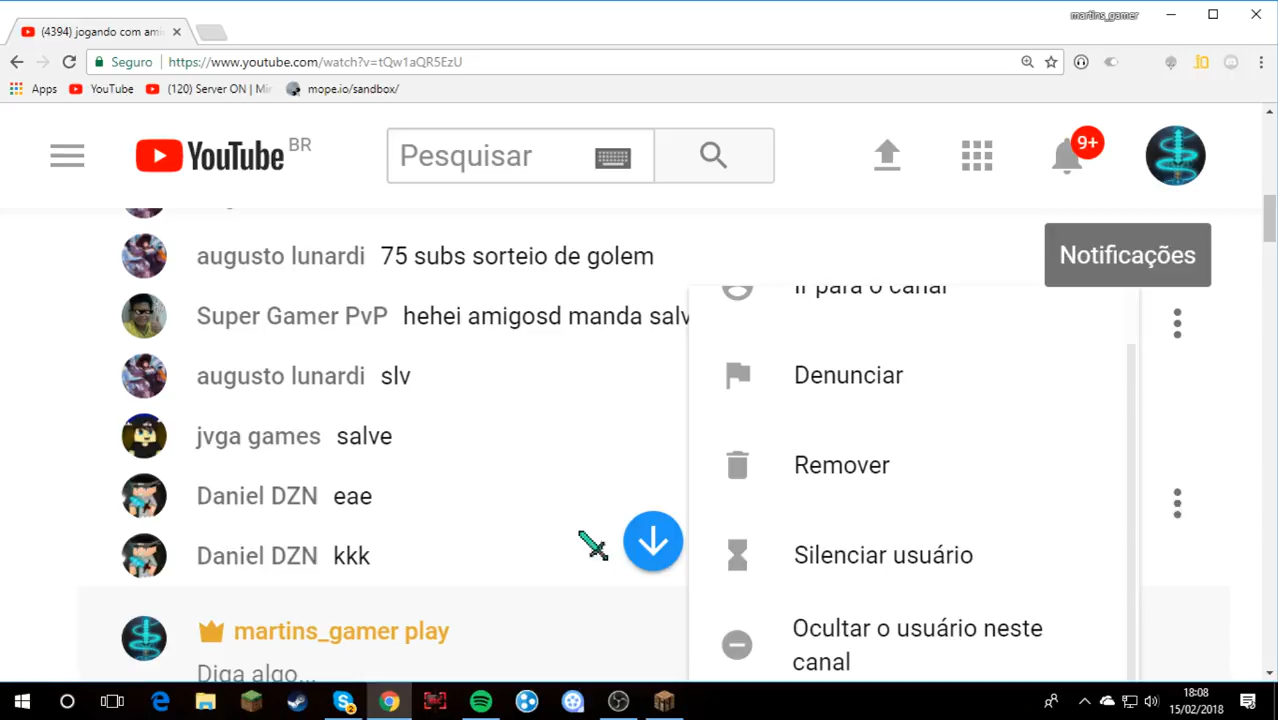 martins_gamer
(4394) jogando com ami
Seguro
https://www.youtube.com/watch?v=tQw1aQR5EzU
Apps
YouTube
(120) Server ON | Min
mope.io/sandbox/
YouTube BR
Pesquisar
9+
augusto lunardi 75 subs sorteio de golem
Notificações
Ir para o canal
Super Gamer PvP hehei amigosd manda salv
augusto lunardi slv
Denunciar
jvga games salve
Remover
Daniel DZN eae
Daniel DZN kkk
Silenciar usuário
martins_gamer play
Ocultar o usuário neste
canal
Diga algo...
18:08
15/02/2018